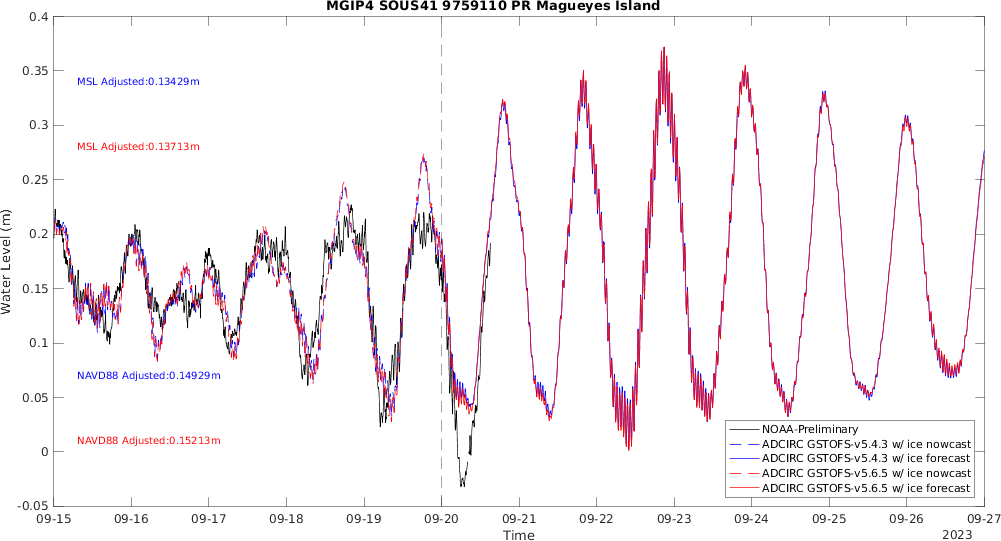 MGIP4 SOUS41 9759110 PR Magueyes Island
0.4
0.35
0.3
0.25
0.2
0.15
0.1
0.05
0
-0.05
Water Level (m)
MSL Adjusted:0.13429m
MSL Adjusted:0.13713m
NAVD88 Adjusted:0.14929m
NAVD88 Adjusted:0.15213m
NOAA-Preliminary
ADCIRC GSTOFS-v5.4.3 w/ ice nowcast
ADCIRC GSTOFS-v5.4.3 w/ ice forecast
ADCIRC GSTOFS-v5.6.5 w/ ice nowcast
ADCIRC GSTOFS-v5.6.5 w/ ice forecast
09-15 09-16 09-17 09-18 09-19 09-20 09-21 09-22 09-23 09-24 09-25 09-26 09-27
Time
2023